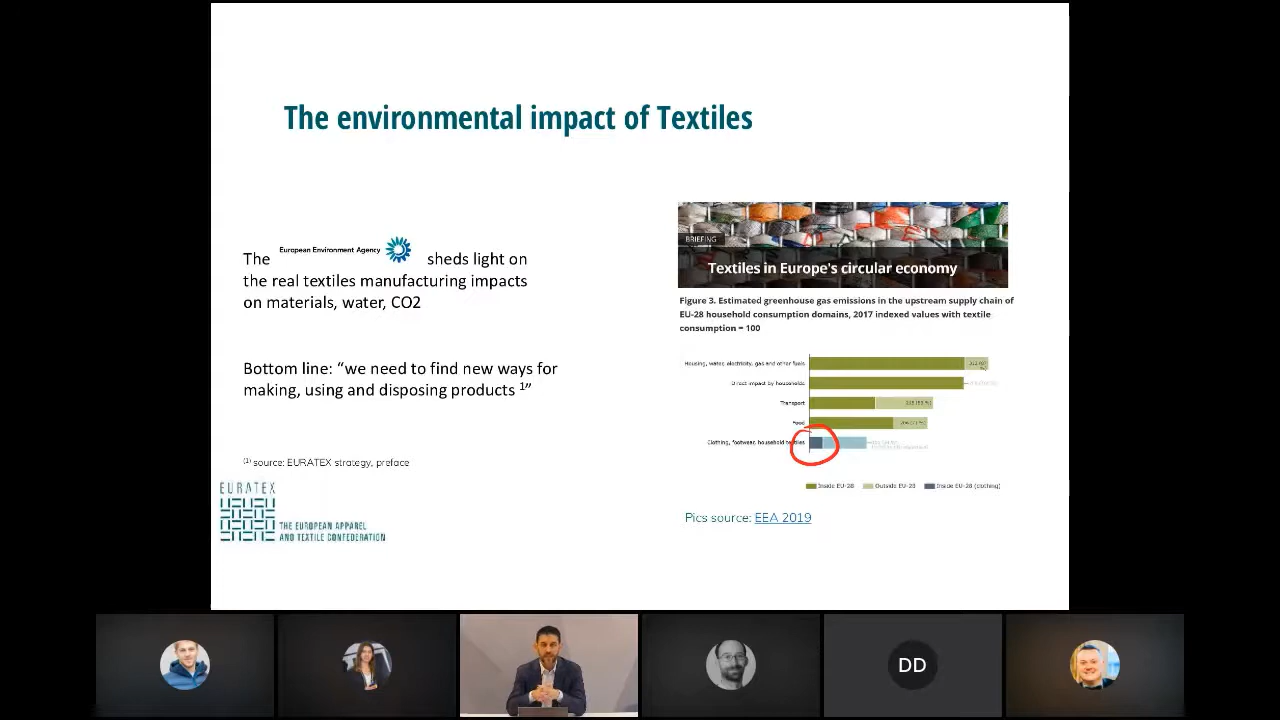 The environmental impact of Textiles
The European Environment Agency sheds light on
the real textiles manufacturing impacts
on materials, water, CO2
Bottom line: “we need to find new ways for
making, using and disposing products ¹”
(1) source: EURATEX strategy, preface
EURATEX
THE EUROPEAN APPAREL
AND TEXTILE CONFEDERATION
BRIEFING
Textiles in Europe's circular economy
Figure 3. Estimated greenhouse gas emissions in the upstream supply chain of
EU-28 household consumption domains, 2017 indexed values with textile
consumption = 100
Housing, water, electricity, gas and other fuels
Direct impact by households
Transport
Food
Clothing, footwear, household textiles
Inside EU-28 Outside EU-28 Inside EU-28 (clothing)
Pics source: EEA 2019
DD